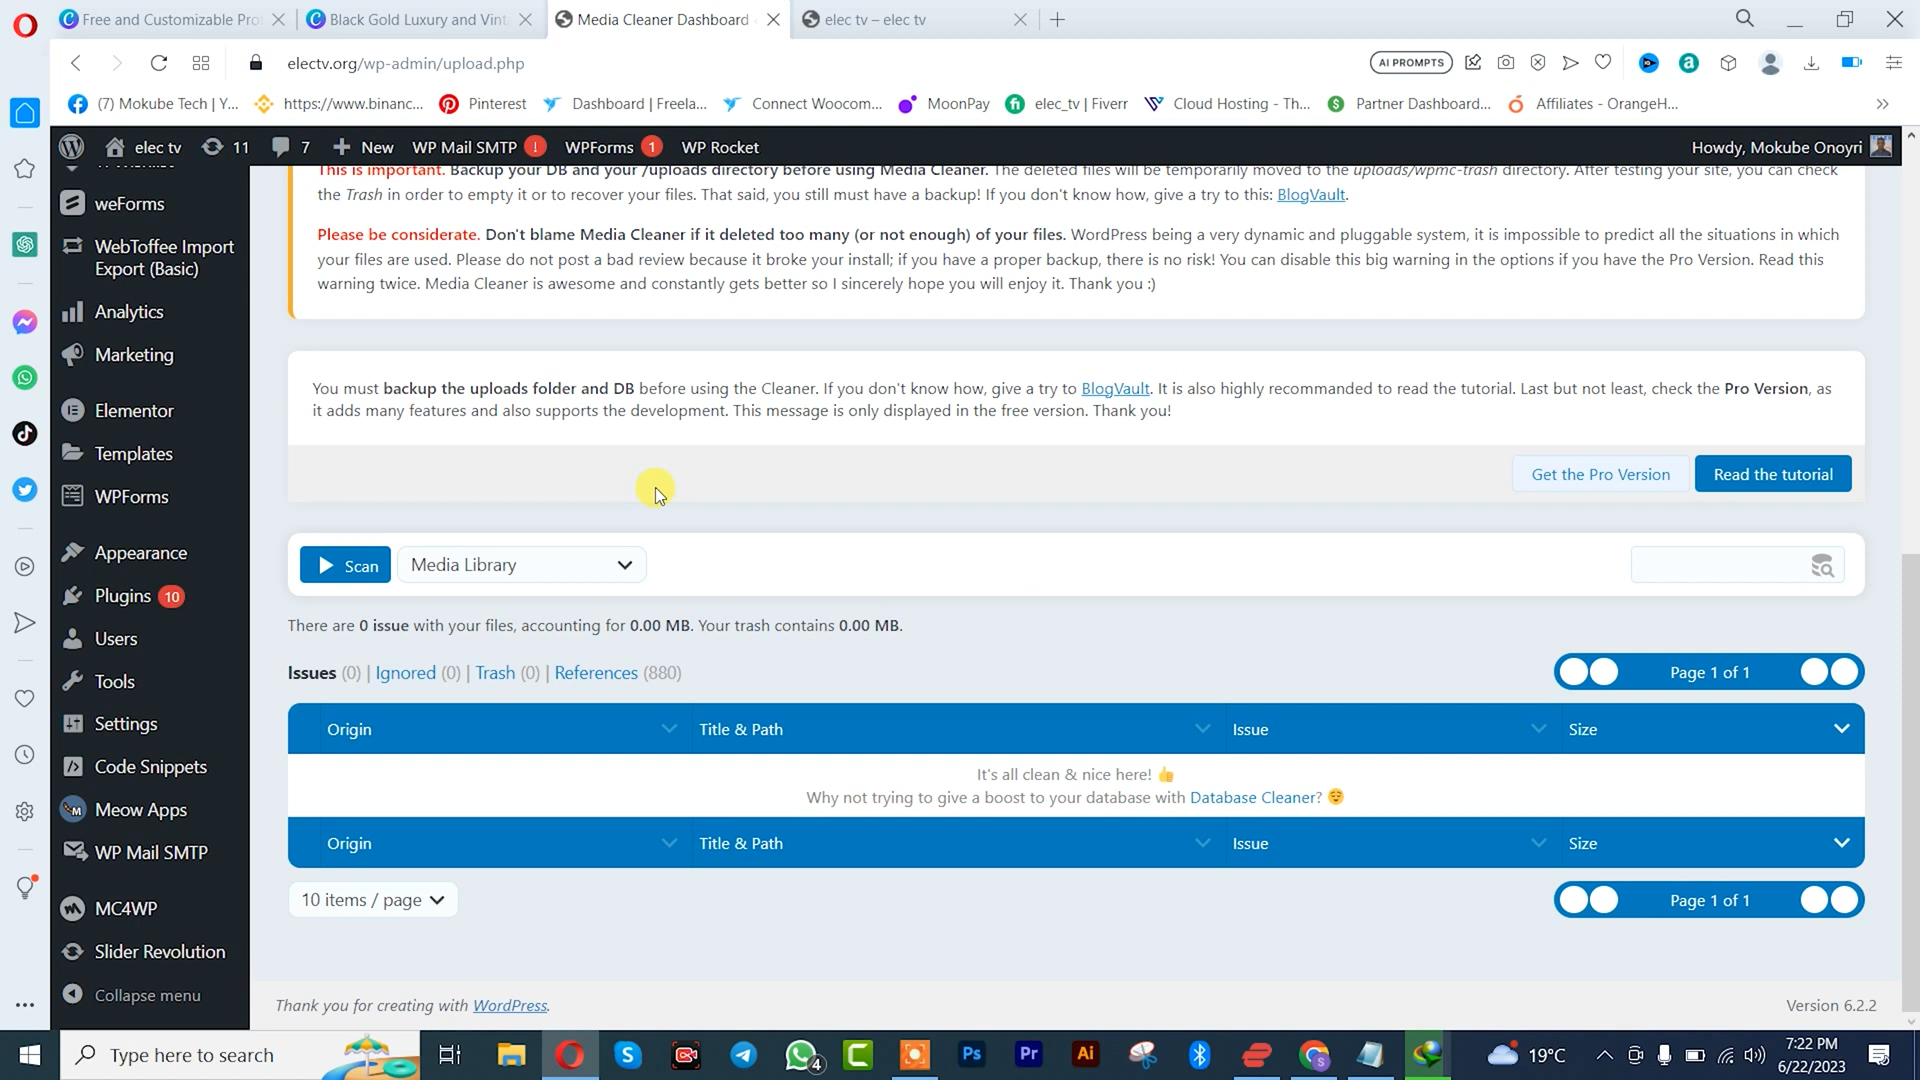 Free and Customizable Pro
Black Gold Luxury and Vint
Media Cleaner Dashboard
elec tv – elec tv
electv.org/wp-admin/upload.php
AI PROMPTS
(7) Mokube Tech | Y...
https://www.binanc...
Pinterest
Dashboard | Freela...
Connect Woocom...
MoonPay
elec_tv | Fiverr
Cloud Hosting - Th...
Partner Dashboard...
Affiliates - OrangeH...
elec tv
11
7
New
WP Mail SMTP !
WPForms 1
WP Rocket
Howdy, Mokube Onoyri
weForms
WebToffee Import
Export (Basic)
Analytics
Marketing
Elementor
Templates
WPForms
Appearance
Plugins 10
Users
Tools
Settings
Code Snippets
Meow Apps
WP Mail SMTP
MC4WP
Slider Revolution
Collapse menu
This is important. Backup your DB and your /uploads directory before using Media Cleaner. The deleted files will be temporarily moved to the uploads/wpmc-trash directory. After testing your site, you can check
the Trash in order to empty it or to recover your files. That said, you still must have a backup! If you don't know how, give a try to this: BlogVault.
Please be considerate. Don't blame Media Cleaner if it deleted too many (or not enough) of your files. WordPress being a very dynamic and pluggable system, it is impossible to predict all the situations in which
your files are used. Please do not post a bad review because it broke your install; if you have a proper backup, there is no risk! You can disable this big warning in the options if you have the Pro Version. Read this
warning twice. Media Cleaner is awesome and constantly gets better so I sincerely hope you will enjoy it. Thank you :)
You must backup the uploads folder and DB before using the Cleaner. If you don't know how, give a try to BlogVault. It is also highly recommanded to read the tutorial. Last but not least, check the Pro Version, as
it adds many features and also supports the development. This message is only displayed in the free version. Thank you!
Get the Pro Version
Read the tutorial
Scan
Media Library
There are 0 issue with your files, accounting for 0.00 MB. Your trash contains 0.00 MB.
Issues (0) | Ignored (0) | Trash (0) | References (880)
Page 1 of 1
Origin
Title & Path
Issue
Size
It's all clean & nice here! 👍
Why not trying to give a boost to your database with Database Cleaner? 😌
Origin
Title & Path
Issue
Size
10 items / page
Page 1 of 1
Thank you for creating with WordPress.
Version 6.2.2
Type here to search
4
Ps
Pr
Ai
19°C
7:22 PM
6/22/2023